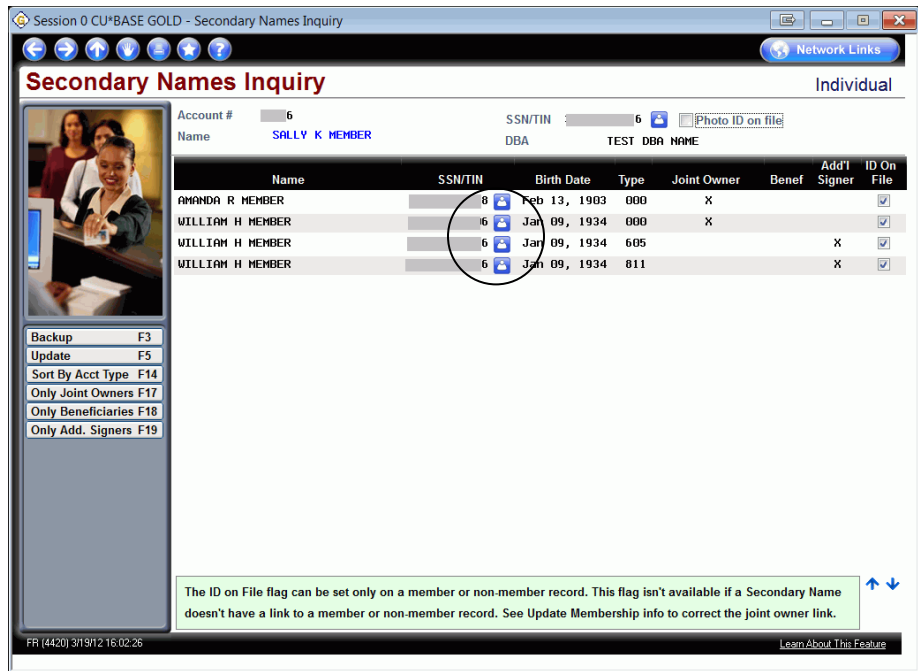 Session 0 CU*BASE GOLD - Secondary Names Inquiry
Network Links
Secondary Names Inquiry
Individual
Account # 6 SSN/TIN 6 Photo ID on file
Name SALLY K MEMBER DBA TEST DBA NAME
Name SSN/TIN Birth Date Type Joint Owner Benef Add'l Signer ID On File
AMANDA R MEMBER 8 Feb 13, 1903 000 X
WILLIAM H MEMBER 6 Jan 09, 1934 000 X
WILLIAM H MEMBER 6 Jan 09, 1934 605 X
WILLIAM H MEMBER 6 Jan 09, 1934 811 X
Backup F3
Update F5
Sort By Acct Type F14
Only Joint Owners F17
Only Beneficiaries F18
Only Add. Signers F19
The ID on File flag can be set only on a member or non-member record. This flag isn't available if a Secondary Name
doesn't have a link to a member or non-member record. See Update Membership info to correct the joint owner link.
FR (4420) 3/19/12 16:02:26
Learn About This Feature